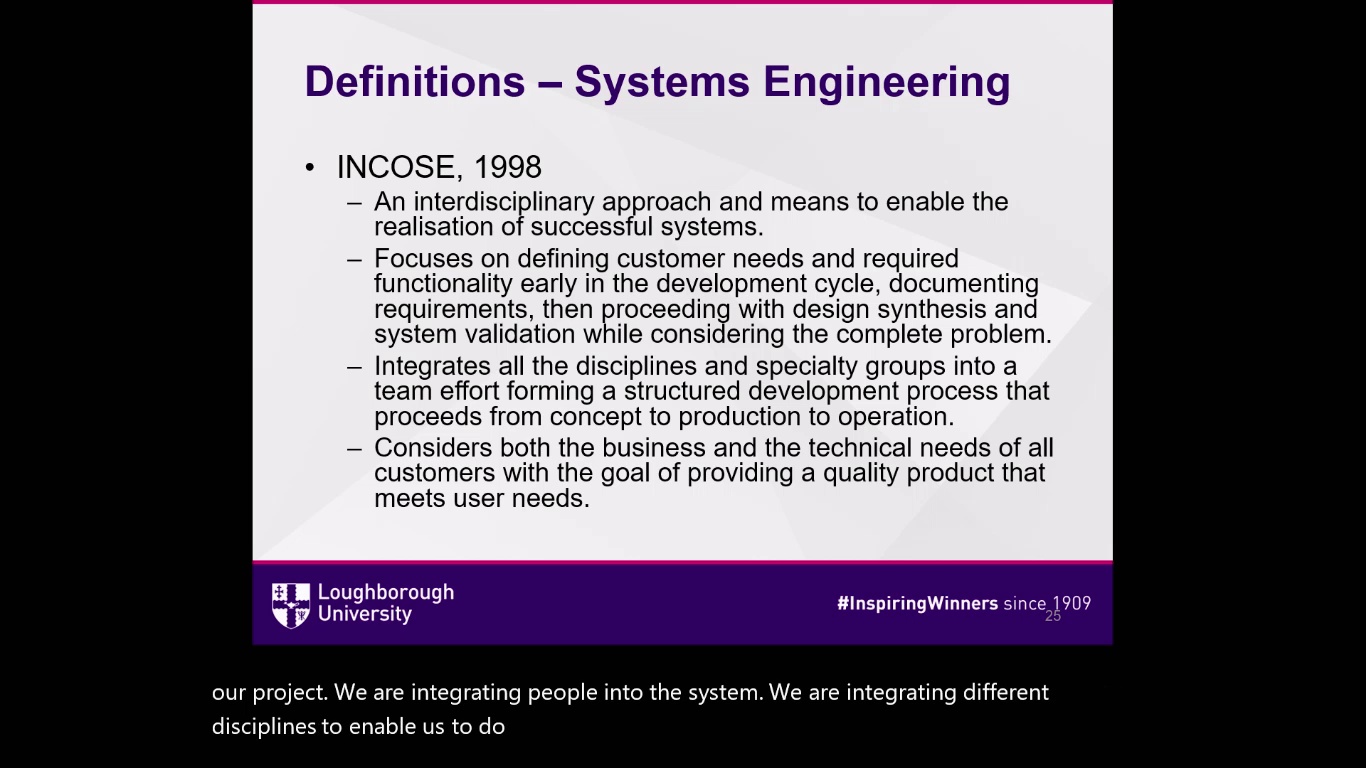 Definitions – Systems Engineering
• INCOSE, 1998
– An interdisciplinary approach and means to enable the
realisation of successful systems.
– Focuses on defining customer needs and required
functionality early in the development cycle, documenting
requirements, then proceeding with design synthesis and
system validation while considering the complete problem.
– Integrates all the disciplines and specialty groups into a
team effort forming a structured development process that
proceeds from concept to production to operation.
– Considers both the business and the technical needs of all
customers with the goal of providing a quality product that
meets user needs.
Loughborough
University
#InspiringWinners since 1909
25
our project. We are integrating people into the system. We are integrating different
disciplines to enable us to do